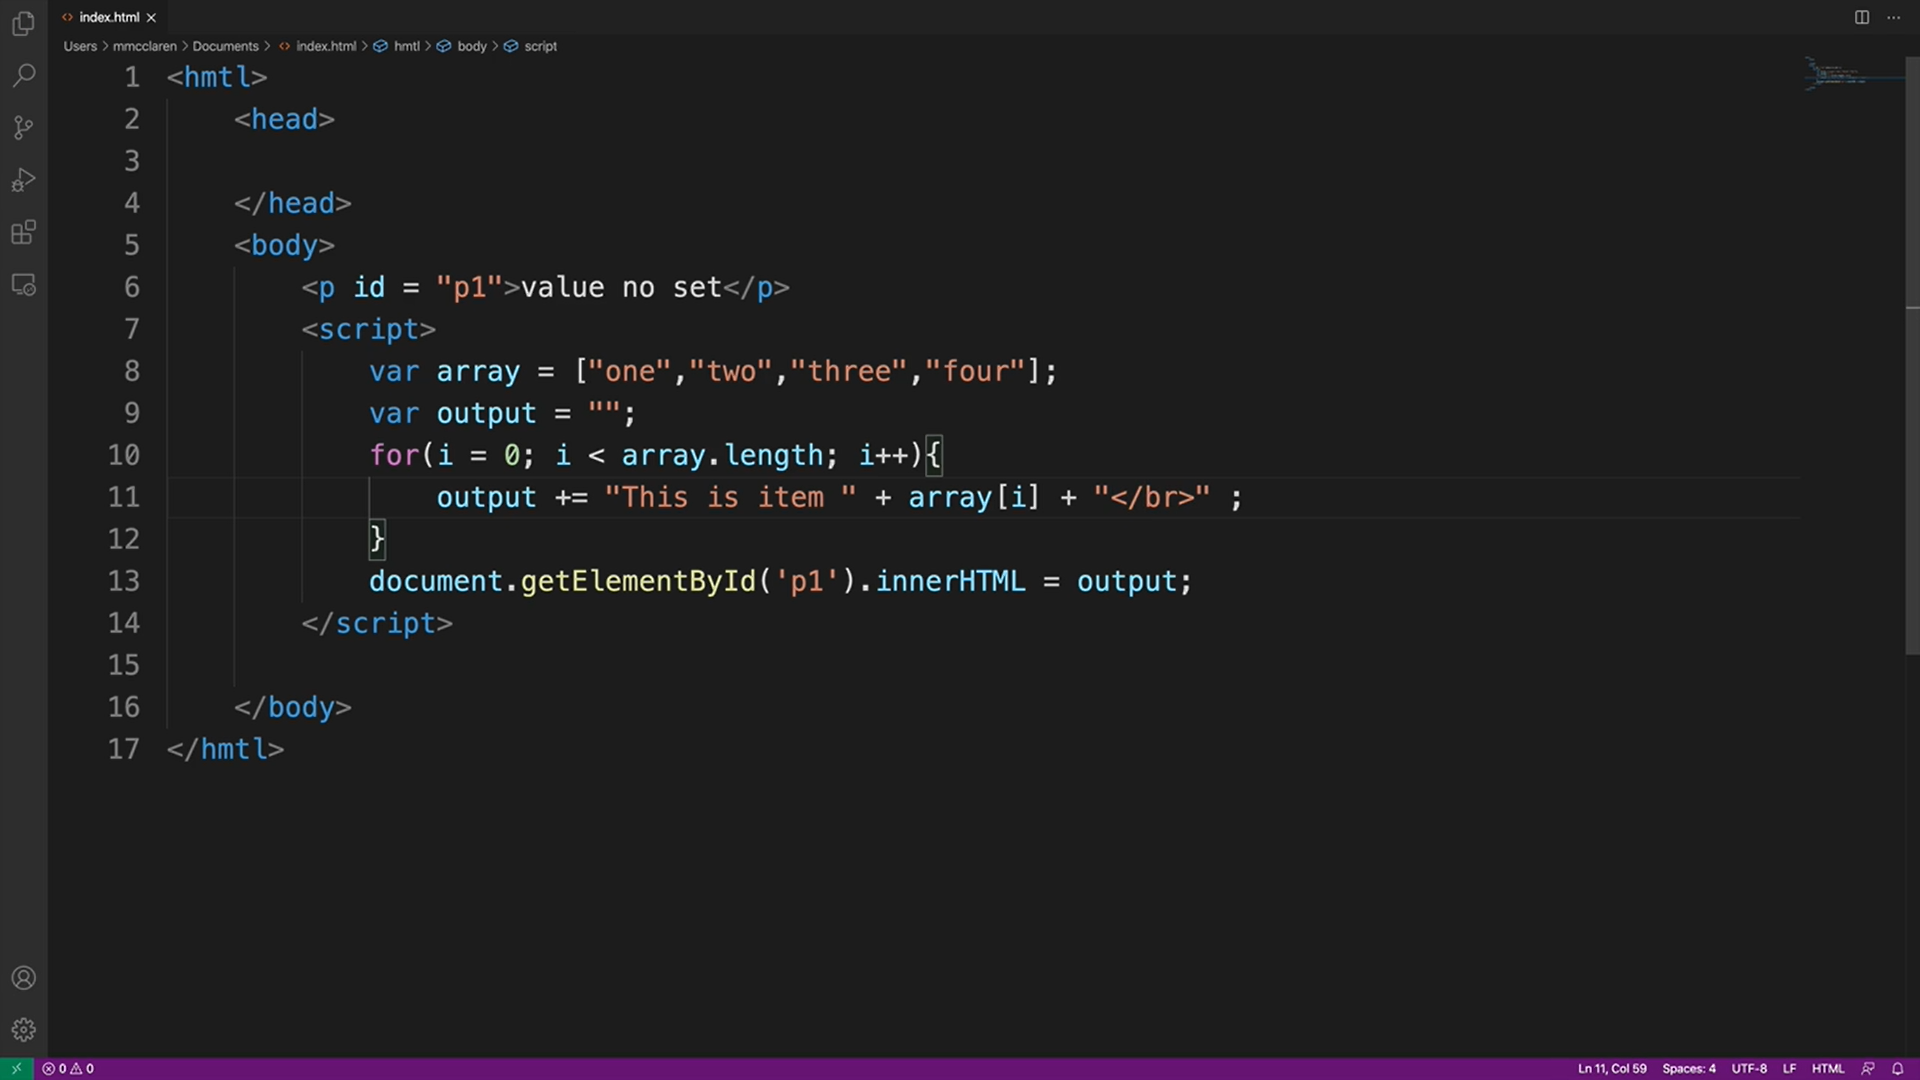 index.html
Users > mmcclaren > Documents > index.html > hmtl > body > script
1 <hmtl>
2 <head>
3
4 </head>
5 <body>
6 <p id = "p1">value no set</p>
7 <script>
8 var array = ["one","two","three","four"];
9 var output = "";
10 for(i = 0; i < array.length; i++){
11 output += "This is item " + array[i] + "</br>" ;
12 }
13 document.getElementById('p1').innerHTML = output;
14 </script>
15
16 </body>
17 </hmtl>
0 0 Ln 11, Col 59 Spaces: 4 UTF-8 LF HTML